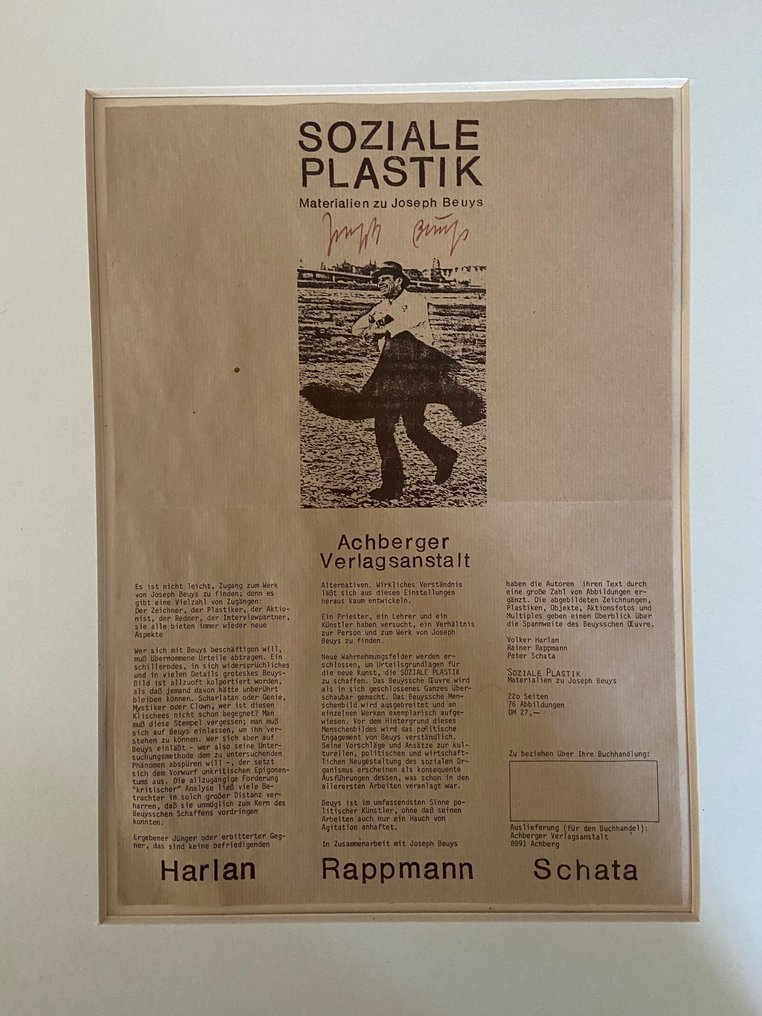 SOZIALE
PLASTIK
Materialien zu Joseph Beuys
Joseph Beuys
Achberger
Verlagsanstalt
Es ist nicht leicht, Zugang zum Werk
von Joseph Beuys zu finden; denn es
gibt eine Vielzahl von Zugängen:
Der Zeichner, der Plastiker, der Aktio-
nist, der Redner, der Interviewpartner,
sie alle bieten immer wieder neue
Aspekte
Wer sich mit Beuys beschäftigen will,
muß übernommene Urteile abtragen. Ein
schillerndes, in sich widersprüchliches
und in vielen Details groteskes Beuys-
Bild ist allzuoft kolportiert worden,
als daß jemand davon hätte unberührt
bleiben können. Scharlatan oder Genie,
Mystiker oder Clown, wer ist diesen
Klischees nicht schon begegnet? Man
muß diese Stempel vergessen; man muß
sich auf Beuys einlassen, um ihn ver-
stehen zu können. Wer sich aber auf
Beuys einläßt - wer also seine Unter-
suchungsmethode dem zu untersuchenden
Phänomen abspüren will -, der setzt
sich dem Vorwurf unkritischen Epigonen-
tums aus. Die allzugängige Forderung
"kritischer" Analyse ließ viele Be-
trachter in solch großer Distanz ver-
harren, daß sie unmöglich zum Kern des
Beuysschen Schaffens vordringen
konnten.
Ergebener Jünger oder erbitterter Geg-
ner, das sind keine befriedigenden
Alternativen. Wirkliches Verständnis
läßt sich aus diesen Einstellungen
heraus kaum entwickeln.
Ein Priester, ein Lehrer und ein
Künstler haben versucht, ein Verhältnis
zur Person und zum Werk von Joseph
Beuys zu finden.
Neue Wahrnehmungsfelder werden er-
schlossen, um Urteilsgrundlagen für
die neue Kunst, die SOZIALE PLASTIK
zu schaffen. Das Beuyssche Œuvre wird
als in sich geschlossenes Ganzes über-
schaubar gemacht. Das Beuyssche Men-
schenbild wird ausgebreitet und an
einzelnen Werken exemplarisch aufge-
wiesen. Vor dem Hintergrund dieses
Menschenbildes wird das politische
Engagement von Beuys verständlich.
Seine Vorschläge und Ansätze zur kul-
turellen, politischen und wirtschaft-
lichen Neugestaltung des sozialen Or-
ganismus erscheinen als konsequente
Ausführungen dessen, was schon in den
allerersten Arbeiten veranlagt war.
Beuys ist im umfassendsten Sinne po-
litischer Künstler, ohne daß seinen
Arbeiten auch nur ein Hauch von
Agitation anhaftet.
In Zusammenarbeit mit Joseph Beuys
haben die Autoren ihren Text durch
eine große Zahl von Abbildungen er-
gänzt. Die abgebildeten Zeichnungen,
Plastiken, Objekte, Aktionsfotos und
Multiples geben einen Überblick über
die Spannweite des Beuysschen Œuvre.
Volker Harlan
Rainer Rappmann
Peter Schata
SOZIALE PLASTIK
Materialien zu Joseph Beuys
22o Seiten
76 Abbildungen
DM 27,—
Zu beziehen über Ihre Buchhandlung:
Auslieferung (für den Buchhandel):
Achberger Verlagsanstalt
8991 Achberg
Harlan Rappmann Schata